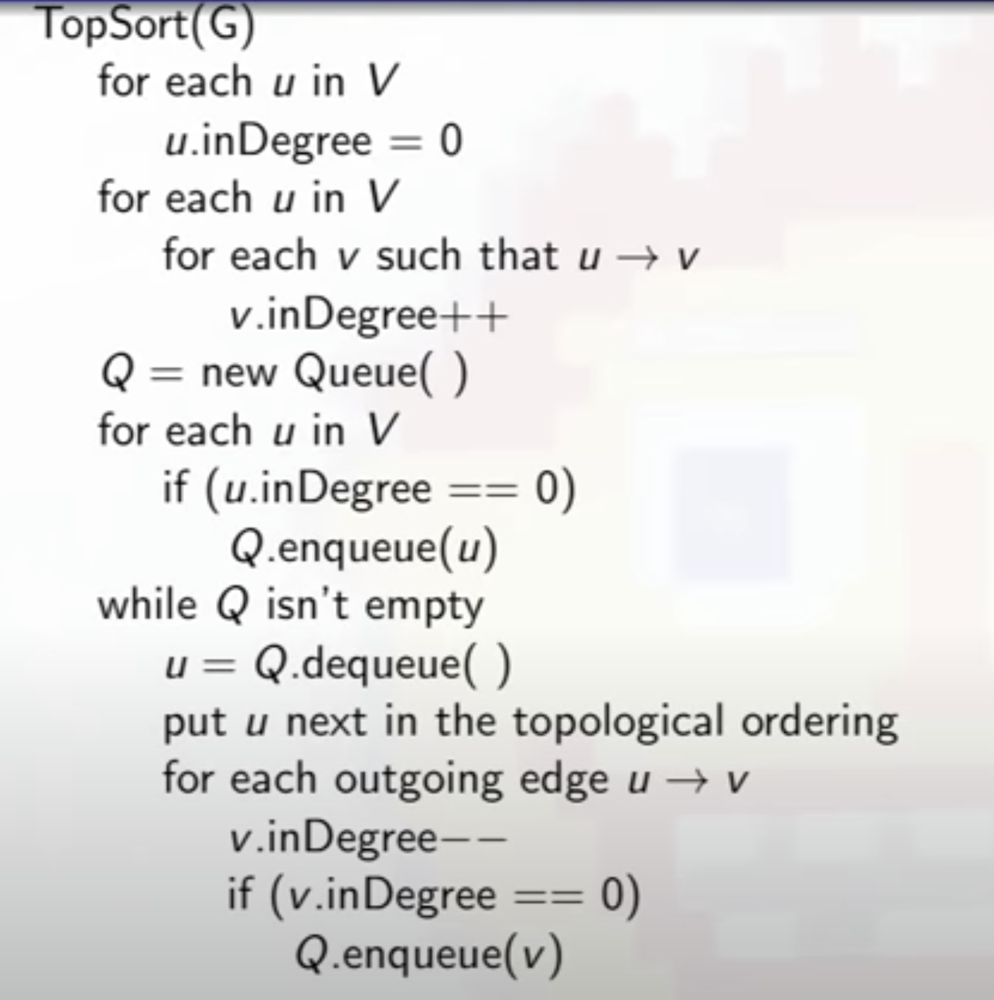 TopSort(G)
for each u in V
u.inDegree = 0
for each u in V
for each v such that u → v
v.inDegree++
Q = new Queue( )
for each u in V
if (u.inDegree == 0)
Q.enqueue(u)
while Q isn't empty
u = Q.dequeue( )
put u next in the topological ordering
for each outgoing edge u → v
v.inDegree−−
if (v.inDegree == 0)
Q.enqueue(v)